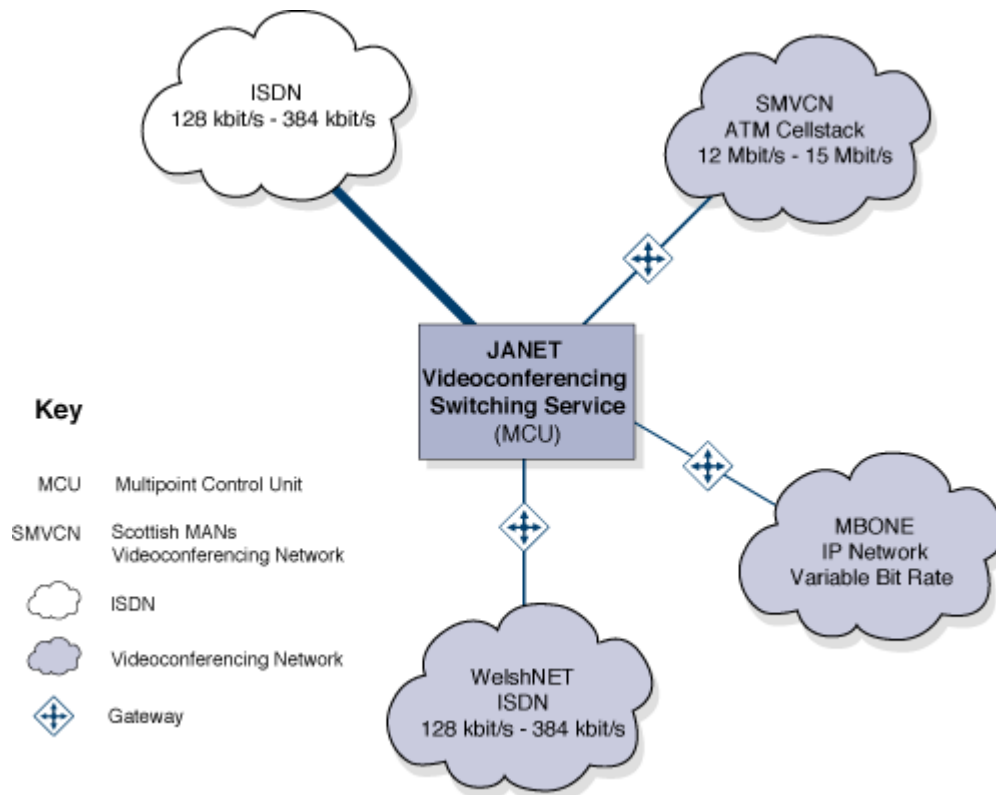 ISDN
128 kbit/s - 384 kbit/s
SMVCN
ATM Cellstack
12 Mbit/s - 15 Mbit/s
JANET
Videoconferencing
Switching Service
(MCU)
MBONE
IP Network
Variable Bit Rate
WelshNET
ISDN
128 kbit/s - 384 kbit/s
Key
MCU Multipoint Control Unit
SMVCN Scottish MANs
Videoconferencing Network
ISDN
Videoconferencing Network
Gateway